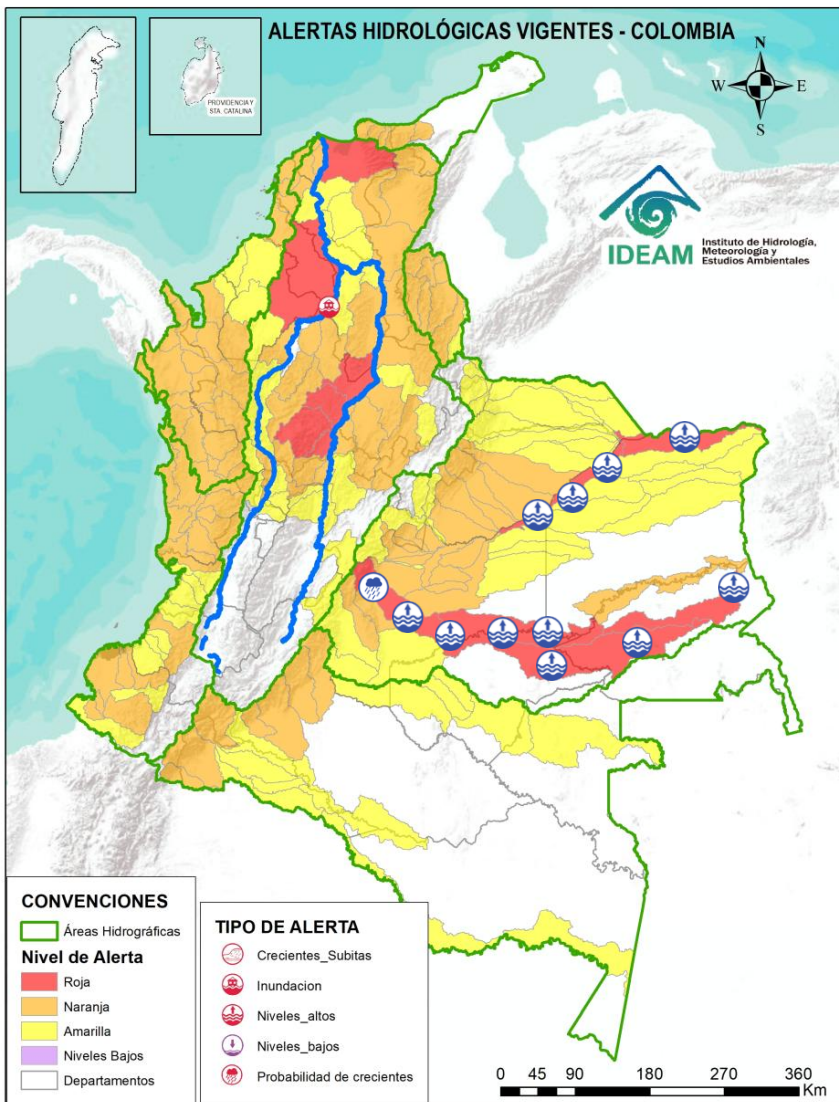 ALERTAS HIDROLÓGICAS VIGENTES - COLOMBIA
PROVIDENCIA Y
STA. CATALINA
N
W
E
S
IDEAM
Instituto de Hidrología,
Meteorología y
Estudios Ambientales
CONVENCIONES
Áreas Hidrográficas
Nivel de Alerta
Roja
Naranja
Amarilla
Niveles Bajos
Departamentos
TIPO DE ALERTA
Crecientes_Subitas
Inundacion
Niveles_altos
Niveles_bajos
Probabilidad de crecientes
0 45 90 180 270 360
Km